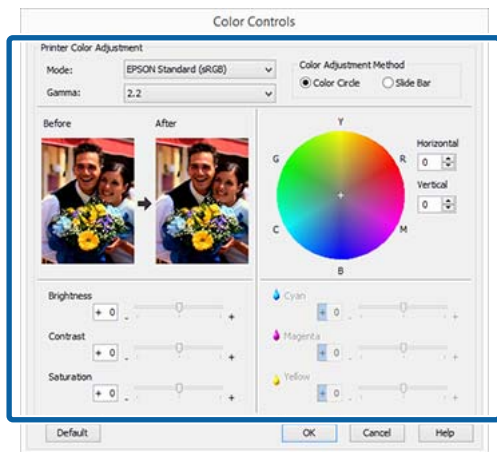 Color Controls
Printer Color Adjustment
Mode: EPSON Standard (sRGB)
Gamma: 2.2
Color Adjustment Method
Color Circle Slide Bar
Before After
Y
G R
C M
B
Horizontal
0
Vertical
0
Brightness
+ 0 - +
Contrast
+ 0 - +
Saturation
+ 0 - +
Cyan
+ 0 - +
Magenta
+ 0 - +
Yellow
+ 0 - +
Default OK Cancel Help